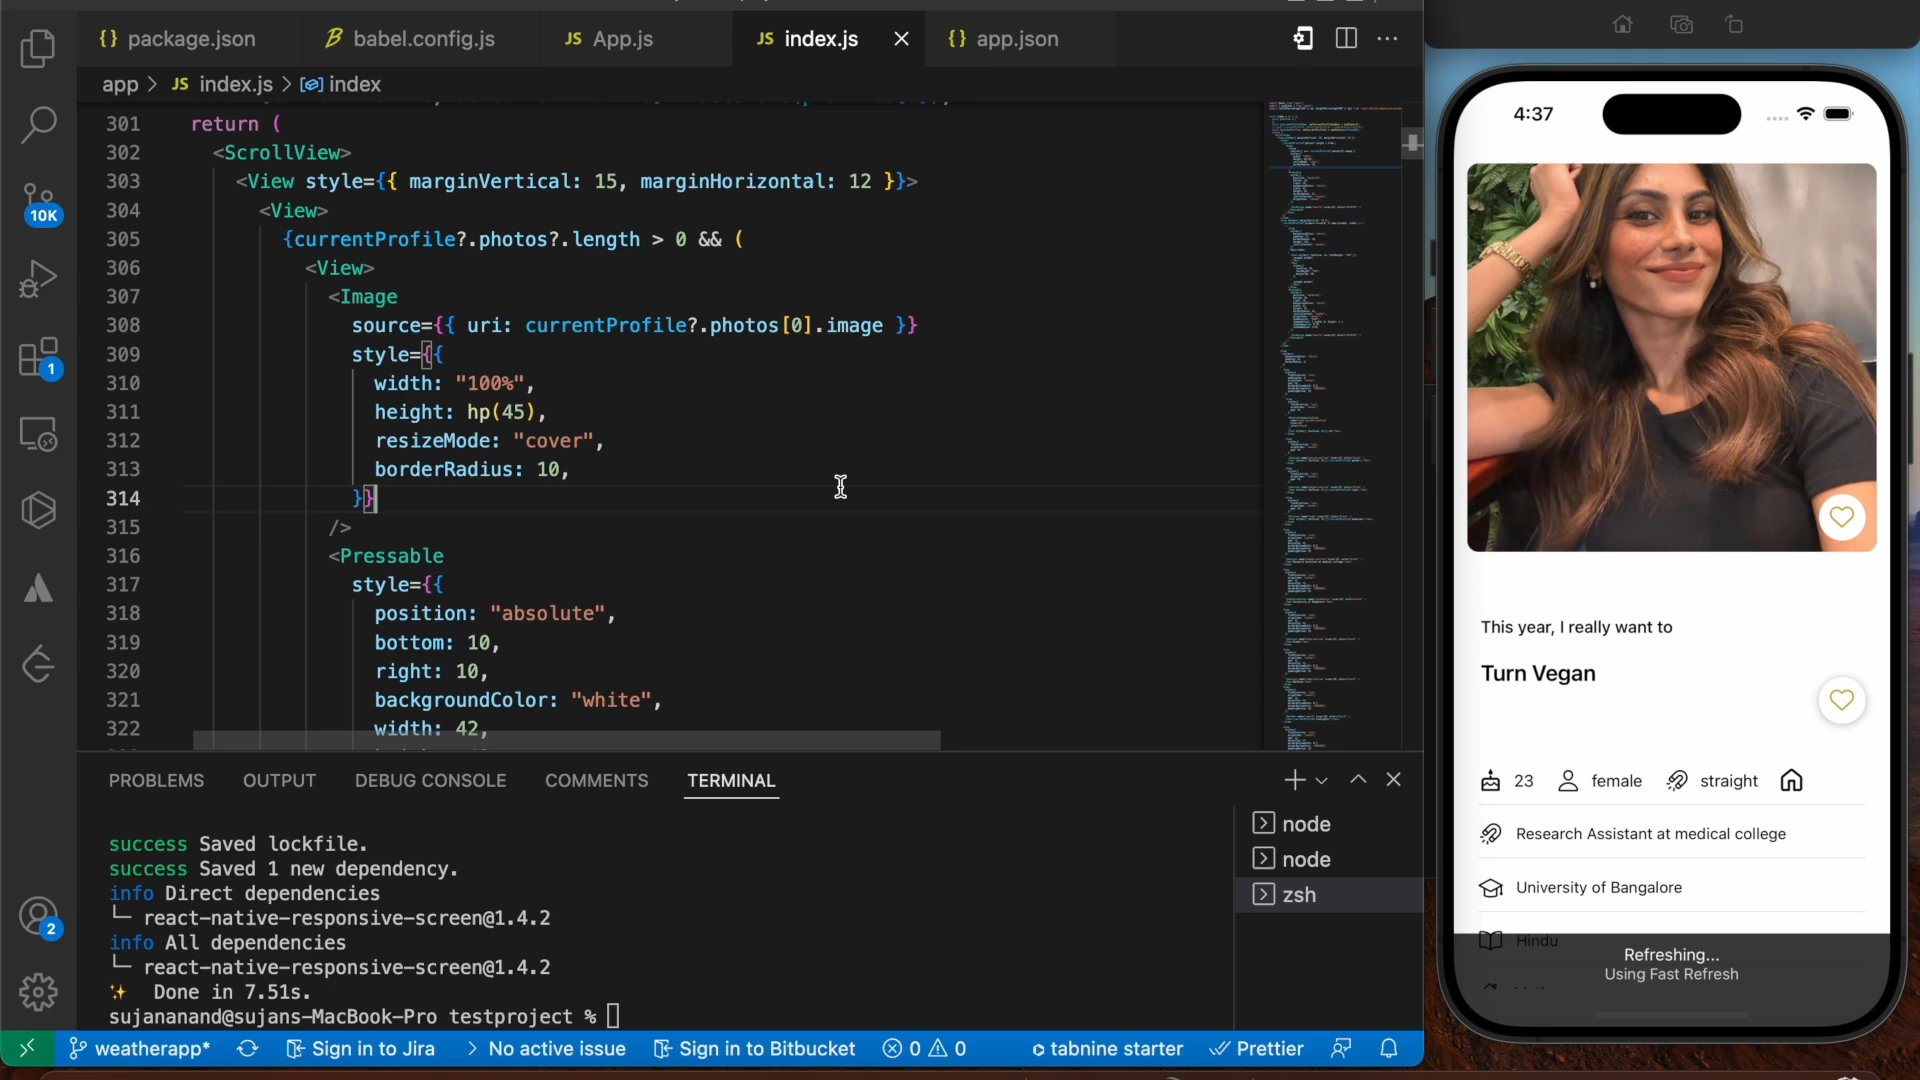 {} package.json
babel.config.js
JS App.js
JS index.js
{} app.json
app > JS index.js > index
301 return (
302 <ScrollView>
303 <View style={{ marginVertical: 15, marginHorizontal: 12 }}>
304 <View>
305 {currentProfile?.photos?.length > 0 && (
306 <View>
307 <Image
308 source={{ uri: currentProfile?.photos[0].image }}
309 style={{
310 width: "100%",
311 height: hp(45),
312 resizeMode: "cover",
313 borderRadius: 10,
314 }}
315 />
316 <Pressable
317 style={{
318 position: "absolute",
319 bottom: 10,
320 right: 10,
321 backgroundColor: "white",
322 width: 42,
10K
1
2
PROBLEMS OUTPUT DEBUG CONSOLE COMMENTS TERMINAL
success Saved lockfile.
success Saved 1 new dependency.
info Direct dependencies
└─ react-native-responsive-screen@1.4.2
info All dependencies
└─ react-native-responsive-screen@1.4.2
✨ Done in 7.51s.
sujananand@sujans-MacBook-Pro testproject %
node
node
zsh
weatherapp* Sign in to Jira > No active issue Sign in to Bitbucket 0 0 tabnine starter Prettier
4:37
This year, I really want to
Turn Vegan
23 female straight
Research Assistant at medical college
University of Bangalore
Hindu
Refreshing...
Using Fast Refresh